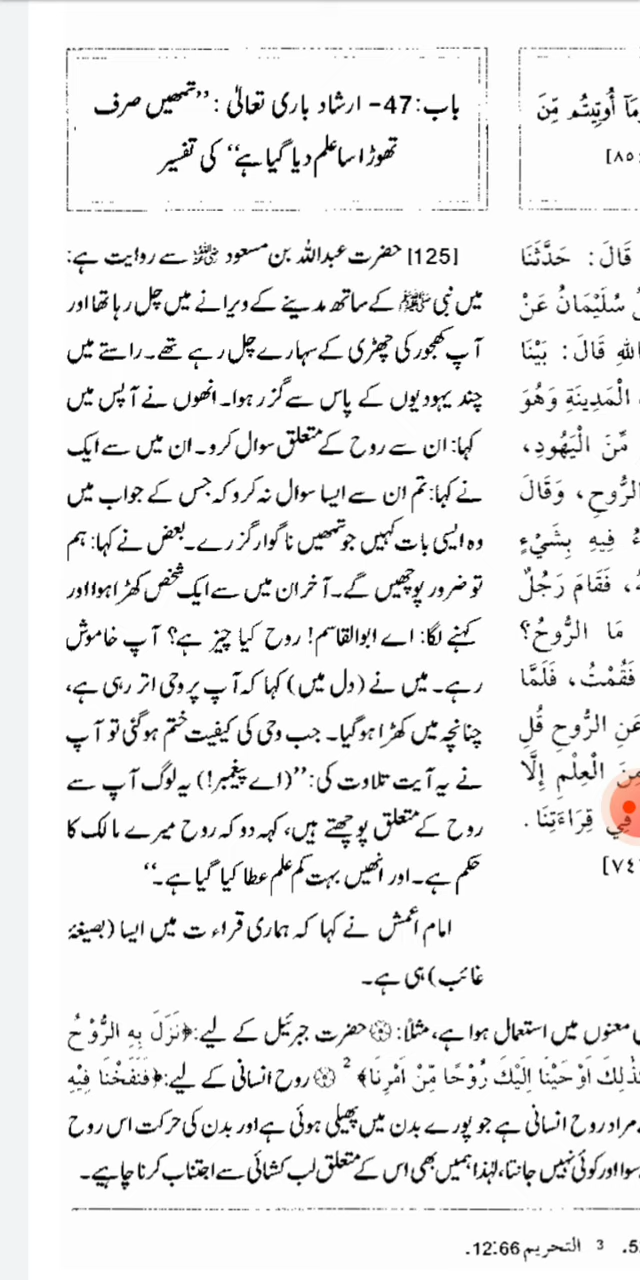 باب:47- ارشاد باری تعالیٰ :’’تمھیں صرف
تھوڑا سا علم دیا گیا ہے‘‘ کی تفسیر
[125] حضرت عبداللہ بن مسعود ؓ سے روایت ہے:
میں نبی ﷺ کے ساتھ مدینے کے ویرانے میں چل رہا تھا اور
آپ کھجور کی چھڑی کے سہارے چل رہے تھے۔ راستے میں
چند یہودیوں کے پاس سے گزر ہوا۔ انھوں نے آپس میں
کہا: ان سے روح کے متعلق سوال کرو۔ ان میں سے ایک
نے کہا: تم ان سے ایسا سوال نہ کرو کہ جس کے جواب میں
وہ ایسی بات کہیں جو تمھیں ناگوار گزرے۔ بعض نے کہا: ہم
تو ضرور پوچھیں گے۔ آخر ان میں سے ایک شخص کھڑا ہوا اور
کہنے لگا: اے ابوالقاسم! روح کیا چیز ہے؟ آپ خاموش
رہے۔ میں نے (دل میں) کہا کہ آپ پر وحی اتر رہی ہے،
چنانچہ میں کھڑا ہو گیا۔ جب وحی کی کیفیت ختم ہو گئی تو آپ
نے یہ آیت تلاوت کی: ’’(اے پیغمبر!) یہ لوگ آپ سے
روح کے متعلق پوچھتے ہیں، کہہ دو کہ روح میرے مالک کا
حکم ہے۔ اور انھیں بہت کم علم عطا کیا گیا ہے۔‘‘
امام اعمش نے کہا کہ ہماری قراءت میں ایسا (بصیغۂ
غائب) ہی ہے۔
مَآ أُوتِيتُم مِّنَ
[٨٥
قَالَ: حَدَّثَنَا
سُلَيْمَانُ عَنْ
اللهِ قَالَ: بَيْنَا
الْمَدِينَةِ وَهُوَ
مِّنَ الْيَهُودِ،
الرُّوحِ، وَقَالَ
فِيهِ بِشَيْءٍ
، فَقَامَ رَجُلٌ
مَا الرُّوحُ؟
فَقُمْتُ، فَلَمَّا
عَنِ الرُّوحِ قُلِ
مِنَ الْعِلْمِ إِلَّا
فِي قِرَاءَتِنَا.
٧٤]
معنوں میں استعمال ہوا ہے، مثلاً: حضرت جبرئیل کے لیے: ﴿نَزَلَ بِهِ الرُّوْحُ
اَوْحَيْنَا اِلَيْكَ رُوْحًا مِّنْ اَمْرِنَا﴾ 2 روح انسانی کے لیے: ﴿فَنَفَخْنَا فِيْهِ
مراد روح انسانی ہے جو پورے بدن میں پھیلی ہوئی ہے اور بدن کی حرکت اس روح
سوا اور کوئی نہیں جانتا، لہٰذا ہمیں بھی اس کے متعلق لب کشائی سے اجتناب کرنا چاہیے۔
3 التحریم 12:66.